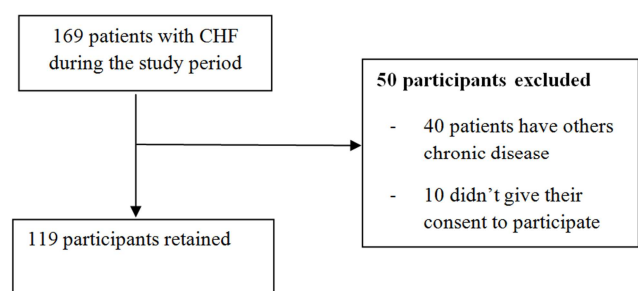 169 patients with CHF
during the study period
50 participants excluded
- 40 patients have others
chronic disease
- 10 didn't give their
consent to participate
119 participants retained